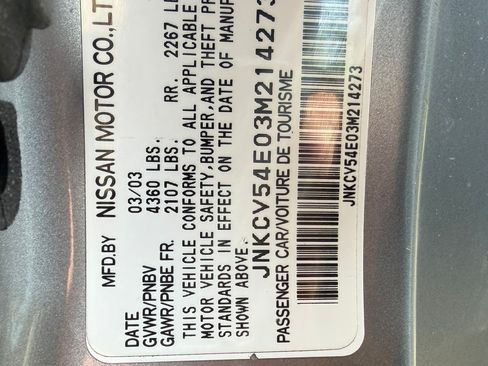 MFD.BY NISSAN MOTOR CO.,LT
DATE 03/03
GVWR/PNBV 4360 LBS.
GAWR/PNBE FR. 2107 LBS. RR. 2267 L
THIS VEHICLE CONFORMS TO ALL APPLICABLE
MOTOR VEHICLE SAFETY,BUMPER,AND THEFT PR
STANDARDS IN EFFECT ON THE DATE OF MANUF
SHOWN ABOVE.
JNKCV54E03M214273
PASSENGER CAR/VOITURE DE TOURISME
JNKCV54E03M214273